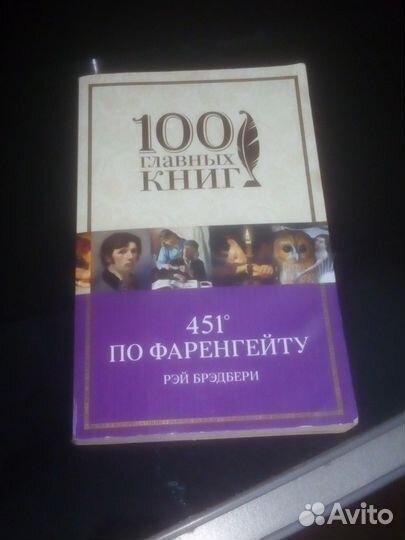 100
главных
КНИГ
451°
ПО ФАРЕНГЕЙТУ
РЭЙ БРЭДБЕРИ
Avito